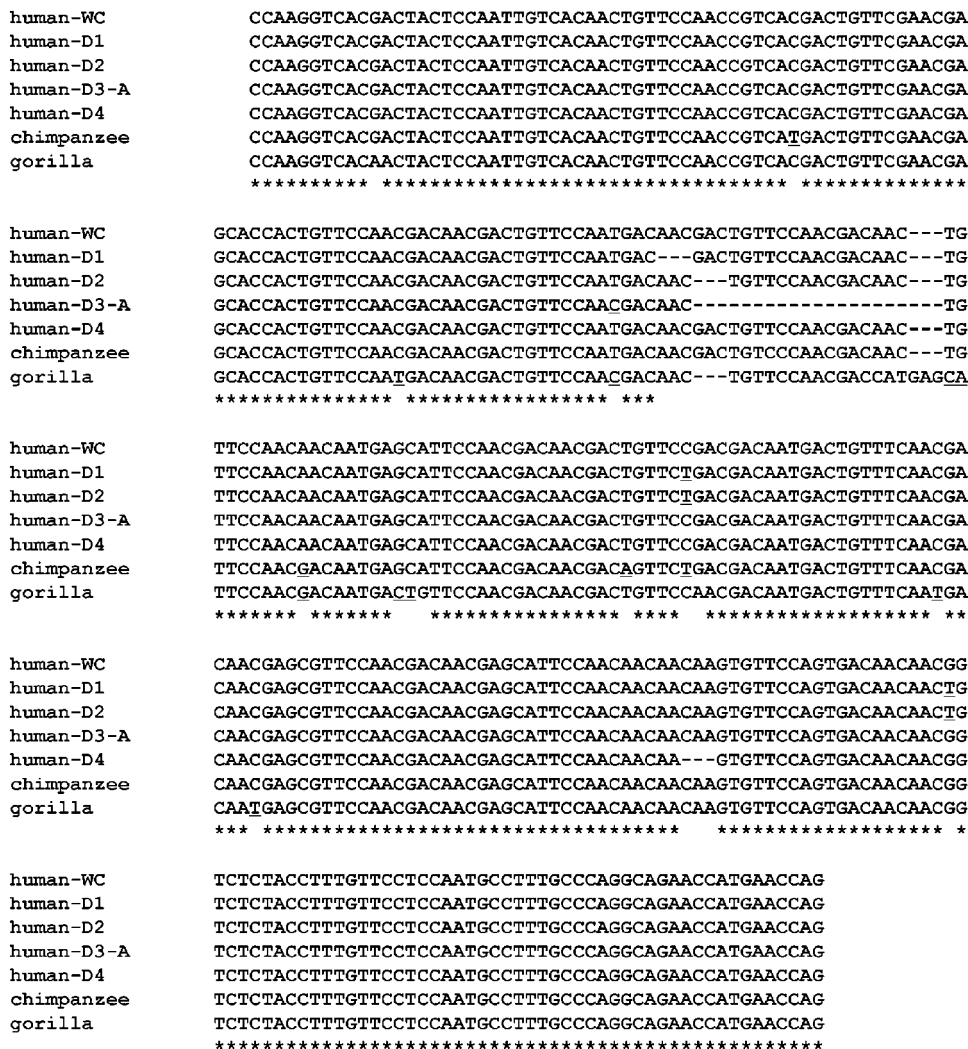 human-WC CCAAGGTCACGACTACTCCAATTGTCACAACTGTTCCAACCGTCACGACTGTTCGAACGA
human-D1 CCAAGGTCACGACTACTCCAATTGTCACAACTGTTCCAACCGTCACGACTGTTCGAACGA
human-D2 CCAAGGTCACGACTACTCCAATTGTCACAACTGTTCCAACCGTCACGACTGTTCGAACGA
human-D3-A CCAAGGTCACGACTACTCCAATTGTCACAACTGTTCCAACCGTCACGACTGTTCGAACGA
human-D4 CCAAGGTCACGACTACTCCAATTGTCACAACTGTTCCAACCGTCACGACTGTTCGAACGA
chimpanzee CCAAGGTCACGACTACTCCAATTGTCACAACTGTTCCAACCGTCATGACTGTTCGAACGA
gorilla CCAAGGTCACAACTACTCCAATTGTCACAACTGTTCCAACCGTCACGACTGTTCGAACGA
********** ********************************** **************
human-WC GCACCACTGTTCCAACGACAACGACTGTTCCAATGACAACGACTGTTCCAACGACAAC---TG
human-D1 GCACCACTGTTCCAACGACAACGACTGTTCCAATGAC---GACTGTTCCAACGACAAC---TG
human-D2 GCACCACTGTTCCAACGACAACGACTGTTCCAATGACAAC---TGTTCCAACGACAAC---TG
human-D3-A GCACCACTGTTCCAACGACAACGACTGTTCCAACGACAAC---------------------TG
human-D4 GCACCACTGTTCCAACGACAACGACTGTTCCAATGACAACGACTGTTCCAACGACAAC---TG
chimpanzee GCACCACTGTTCCAACGACAACGACTGTTCCAATGACAACGACTGTCCCAACGACAAC---TG
gorilla GCACCACTGTTCCAATGACAACGACTGTTCCAACGACAAC---TGTTCCAACGACCATGAGCA
*************** ***************** ***
human-WC TTCCAACAACAATGAGCATTCCAACGACAACGACTGTTCCGACGACAATGACTGTTTCAACGA
human-D1 TTCCAACAACAATGAGCATTCCAACGACAACGACTGTTCTGACGACAATGACTGTTTCAACGA
human-D2 TTCCAACAACAATGAGCATTCCAACGACAACGACTGTTCTGACGACAATGACTGTTTCAACGA
human-D3-A TTCCAACAACAATGAGCATTCCAACGACAACGACTGTTCCGACGACAATGACTGTTTCAACGA
human-D4 TTCCAACAACAATGAGCATTCCAACGACAACGACTGTTCCGACGACAATGACTGTTTCAACGA
chimpanzee TTCCAACGACAATGAGCATTCCAACGACAACGACAGTTCTGACGACAATGACTGTTTCAACGA
gorilla TTCCAACGACAATGACTGTTCCAACGACAACGACTGTTCCAACGACAATGACTGTTTCAATGA
******* *******   **************** ****  ******************* **
human-WC CAACGAGCGTTCCAACGACAACGAGCATTCCAACAACAACAAGTGTTCCAGTGACAACAACGG
human-D1 CAACGAGCGTTCCAACGACAACGAGCATTCCAACAACAACAAGTGTTCCAGTGACAACAACTG
human-D2 CAACGAGCGTTCCAACGACAACGAGCATTCCAACAACAACAAGTGTTCCAGTGACAACAACTG
human-D3-A CAACGAGCGTTCCAACGACAACGAGCATTCCAACAACAACAAGTGTTCCAGTGACAACAACGG
human-D4 CAACGAGCGTTCCAACGACAACGAGCATTCCAACAACAA---GTGTTCCAGTGACAACAACGG
chimpanzee CAACGAGCGTTCCAACGACAACGAGCATTCCAACAACAACAAGTGTTCCAGTGACAACAACGG
gorilla CAATGAGCGTTCCAACGACAACGAGCATTCCAACAACAACAAGTGTTCCAGTGACAACAACGG
*** ***********************************   ******************* *
human-WC TCTCTACCTTTGTTCCTCCAATGCCTTTGCCCAGGCAGAACCATGAACCAG
human-D1 TCTCTACCTTTGTTCCTCCAATGCCTTTGCCCAGGCAGAACCATGAACCAG
human-D2 TCTCTACCTTTGTTCCTCCAATGCCTTTGCCCAGGCAGAACCATGAACCAG
human-D3-A TCTCTACCTTTGTTCCTCCAATGCCTTTGCCCAGGCAGAACCATGAACCAG
human-D4 TCTCTACCTTTGTTCCTCCAATGCCTTTGCCCAGGCAGAACCATGAACCAG
chimpanzee TCTCTACCTTTGTTCCTCCAATGCCTTTGCCCAGGCAGAACCATGAACCAG
gorilla TCTCTACCTTTGTTCCTCCAATGCCTTTGCCCAGGCAGAACCATGAACCAG
***************************************************